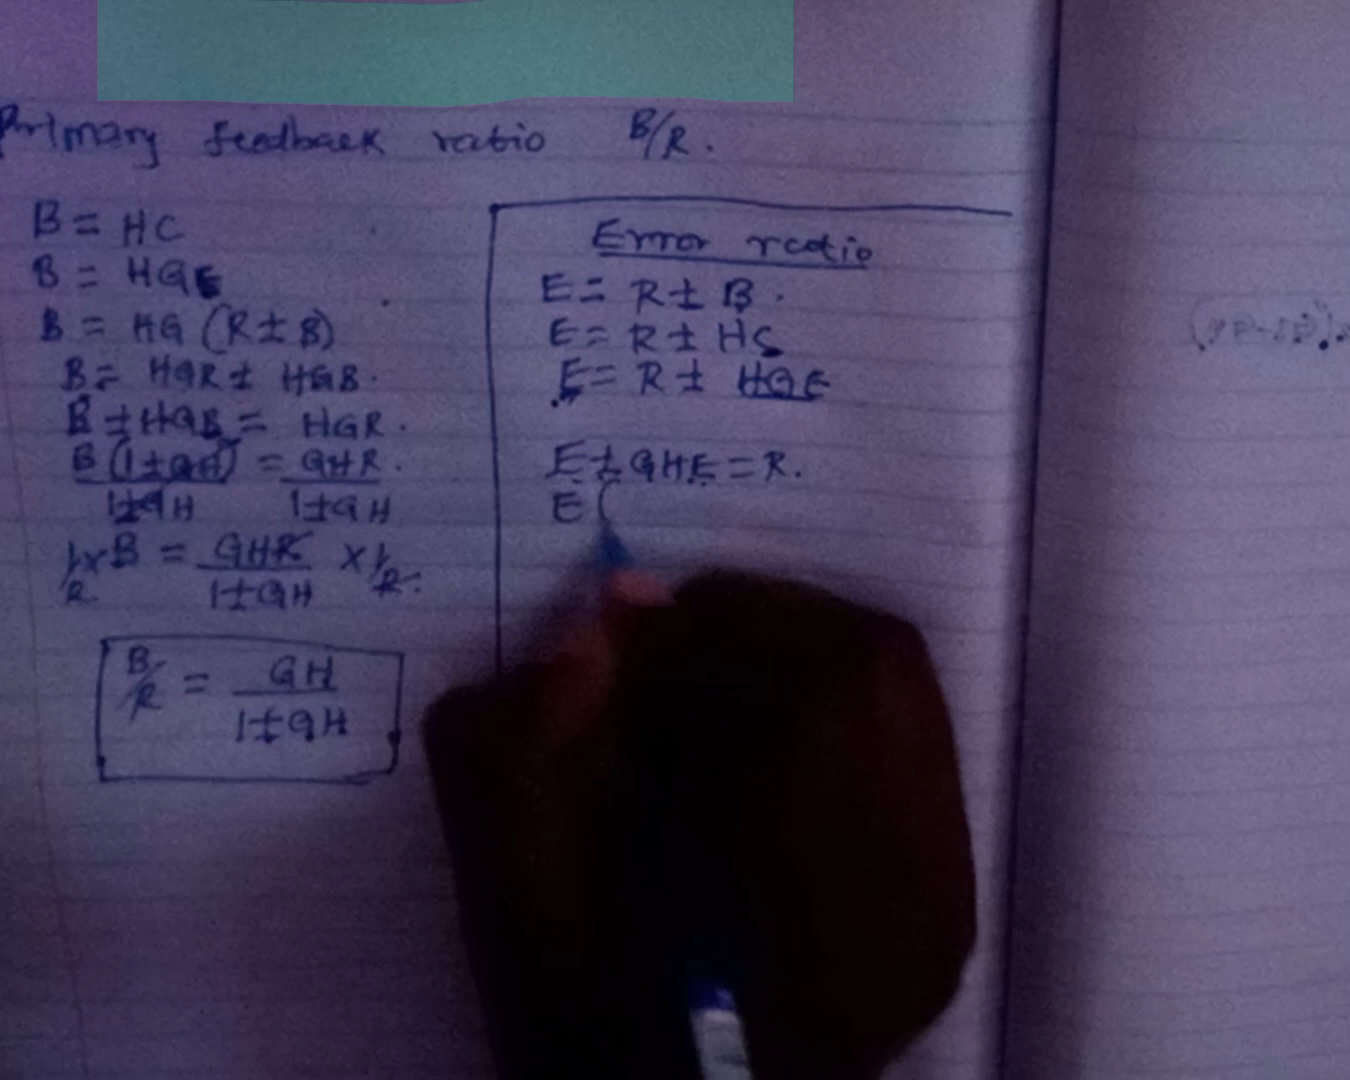 Primary feedback ratio B/R.
B = HC
B = HGE
B = HG (R ± B)
B = HGR ± HGB.
B ± HGB = HGR.
B (1±GH) / 1±GH = GHR. / 1±GH
1/R × B = GHR / 1±GH × 1/R.
B/R = GH / 1±GH
Error ratio
E = R ± B.
E = R ± HC
E = R ± HGE
E ± GHE = R.
E (